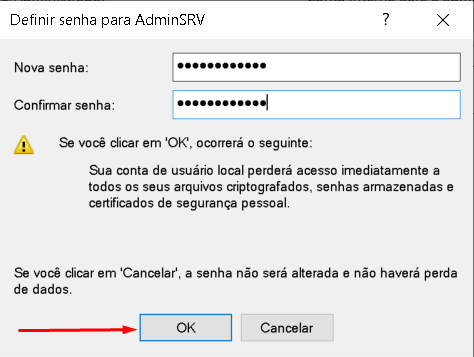 Definir senha para AdminSRV
Nova senha:
●●●●●●●●●●●●
Confirmar senha:
●●●●●●●●●●●●
Se você clicar em 'OK', ocorrerá o seguinte:
Sua conta de usuário local perderá acesso imediatamente a
todos os seus arquivos criptografados, senhas armazenadas e
certificados de segurança pessoal.
Se você clicar em 'Cancelar', a senha não será alterada e não haverá perda
de dados.
OK
Cancelar